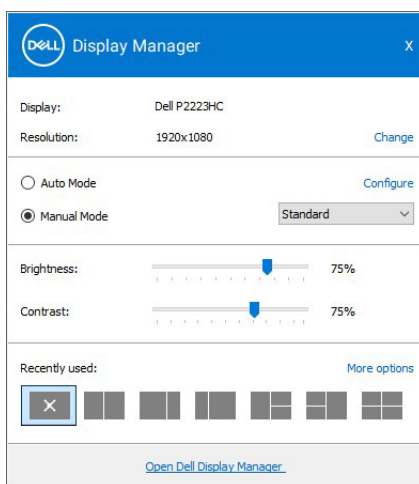 DELL Display Manager X
Display: Dell P2223HC
Resolution: 1920x1080 Change
Auto Mode Configure
Manual Mode Standard
Brightness: 75%
Contrast: 75%
Recently used: More options
Open Dell Display Manager